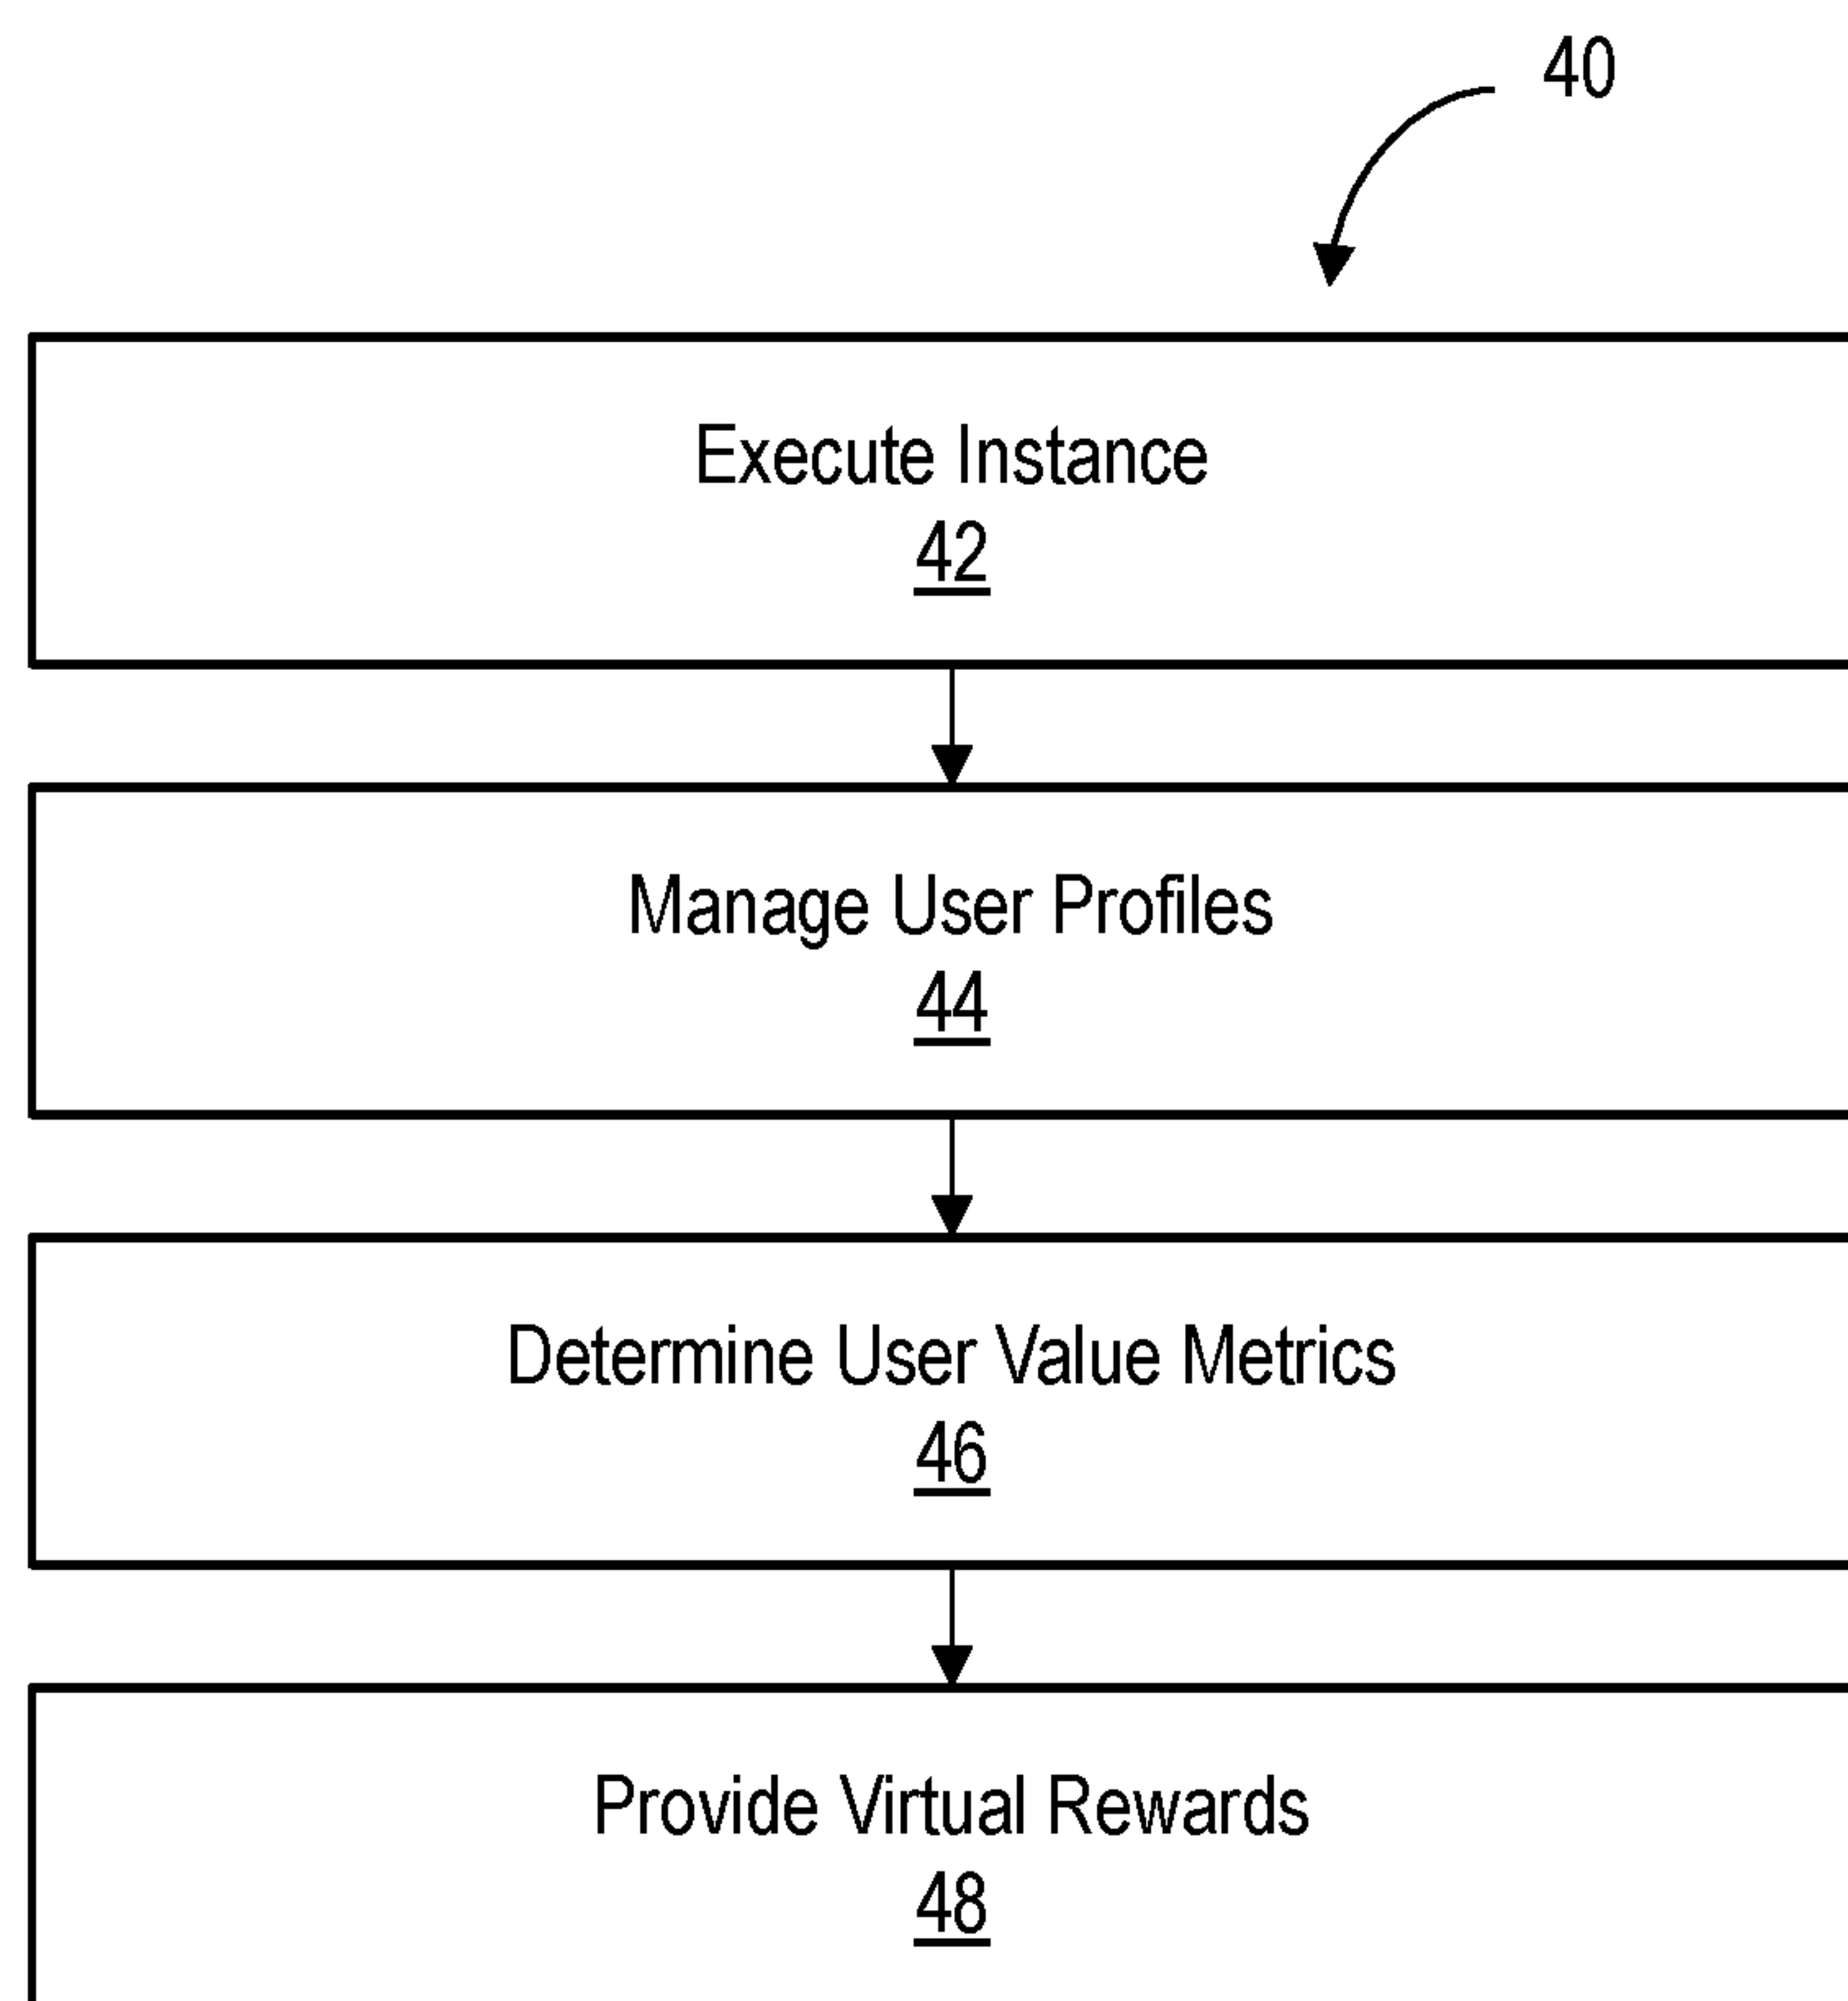 40
Execute Instance
42
Manage User Profiles
44
Determine User Value Metrics
46
Provide Virtual Rewards
48